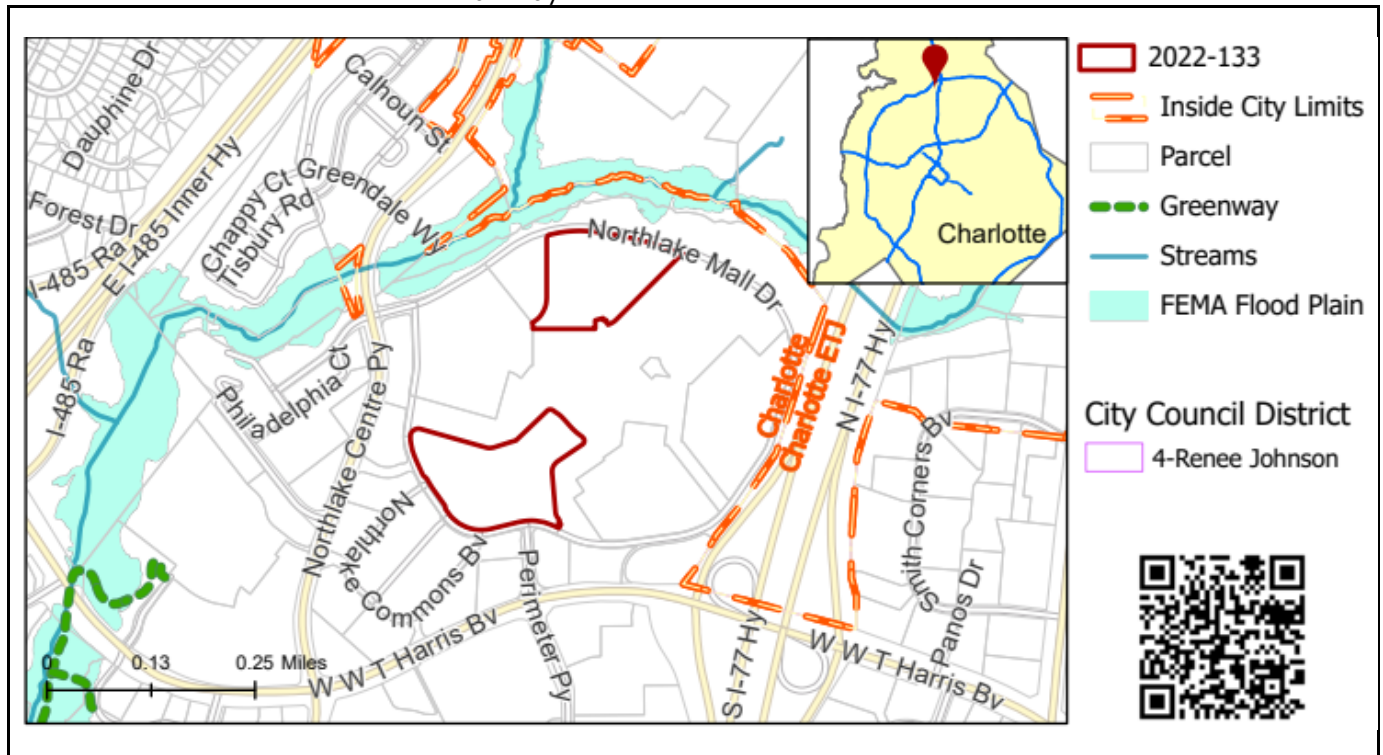 Dauphine Dr
Forest Dr
I-485 Ra
E I-485 Inner Hy
Chappy Ct
Tisbury Rd
Greendale Wy
Calhoun St
Northlake Mall Dr
Charlotte
Charlotte ETJ
N I-77 Hy
I-485 Ra
Philadelphia Ct
Northlake Centre Py
Northlake Commons Bv
Perimeter Py
W W T Harris Bv
S I-77 Hy
W W T Harris Bv
Smith Corners Bv
Panos Dr
0 0.13 0.25 Miles
Charlotte
2022-133
Inside City Limits
Parcel
Greenway
Streams
FEMA Flood Plain
City Council District
4-Renee Johnson